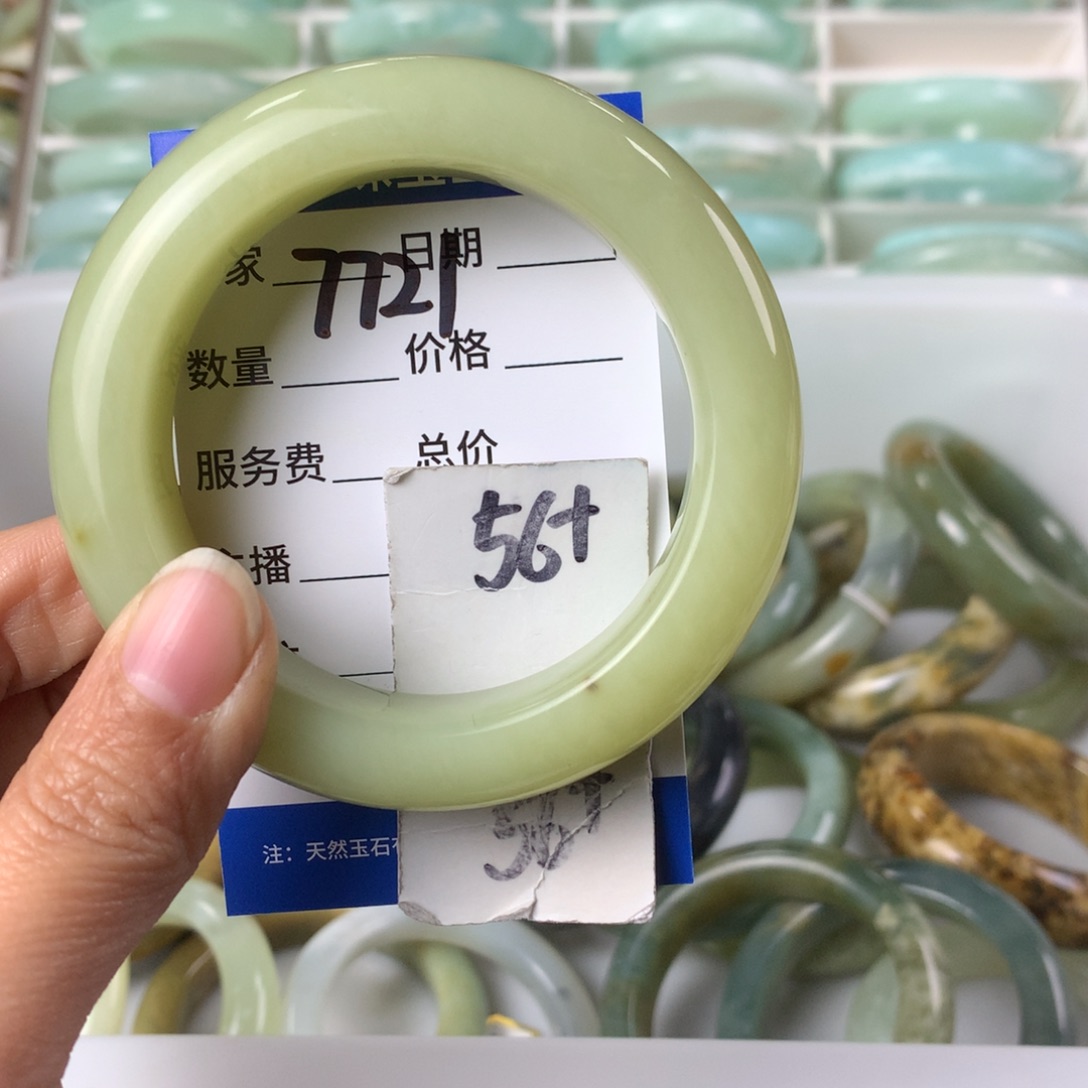 家 7721 日期
数量 价格
服务费 总价
播
56+
注：天然玉石